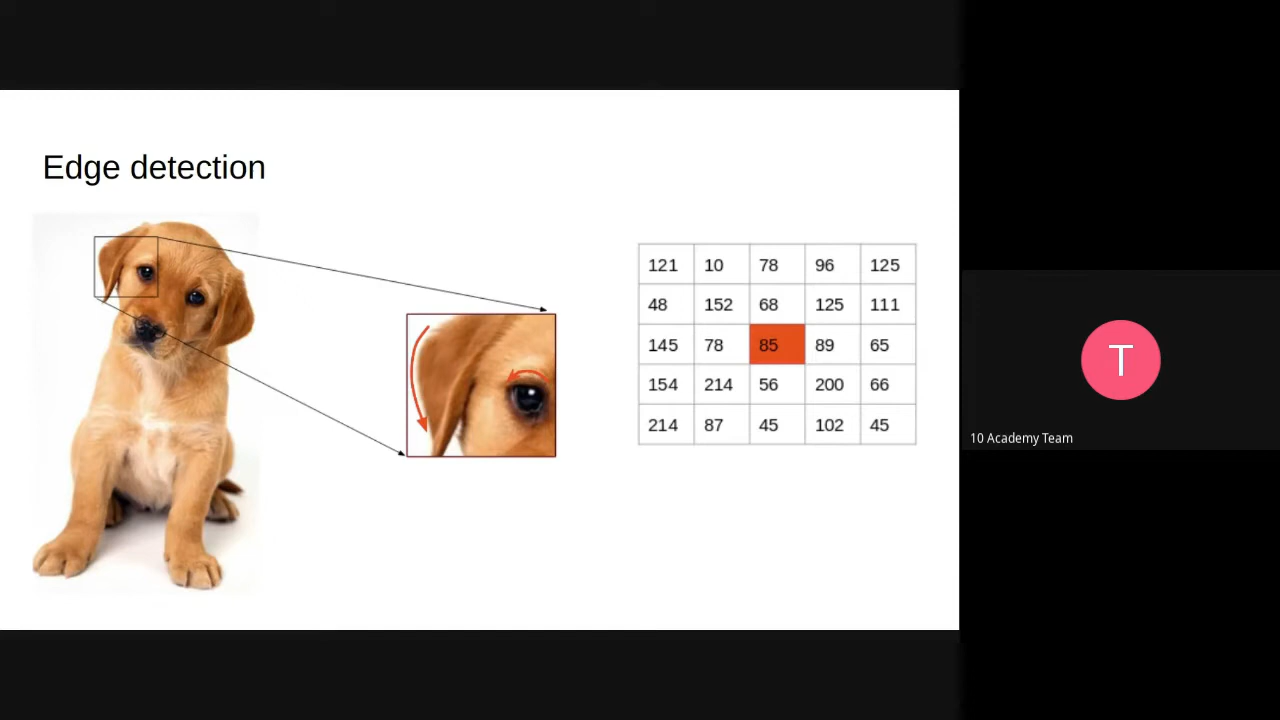 Edge detection
121 10 78 96 125
48 152 68 125 111
145 78 85 89 65
154 214 56 200 66
214 87 45 102 45
T
10 Academy Team